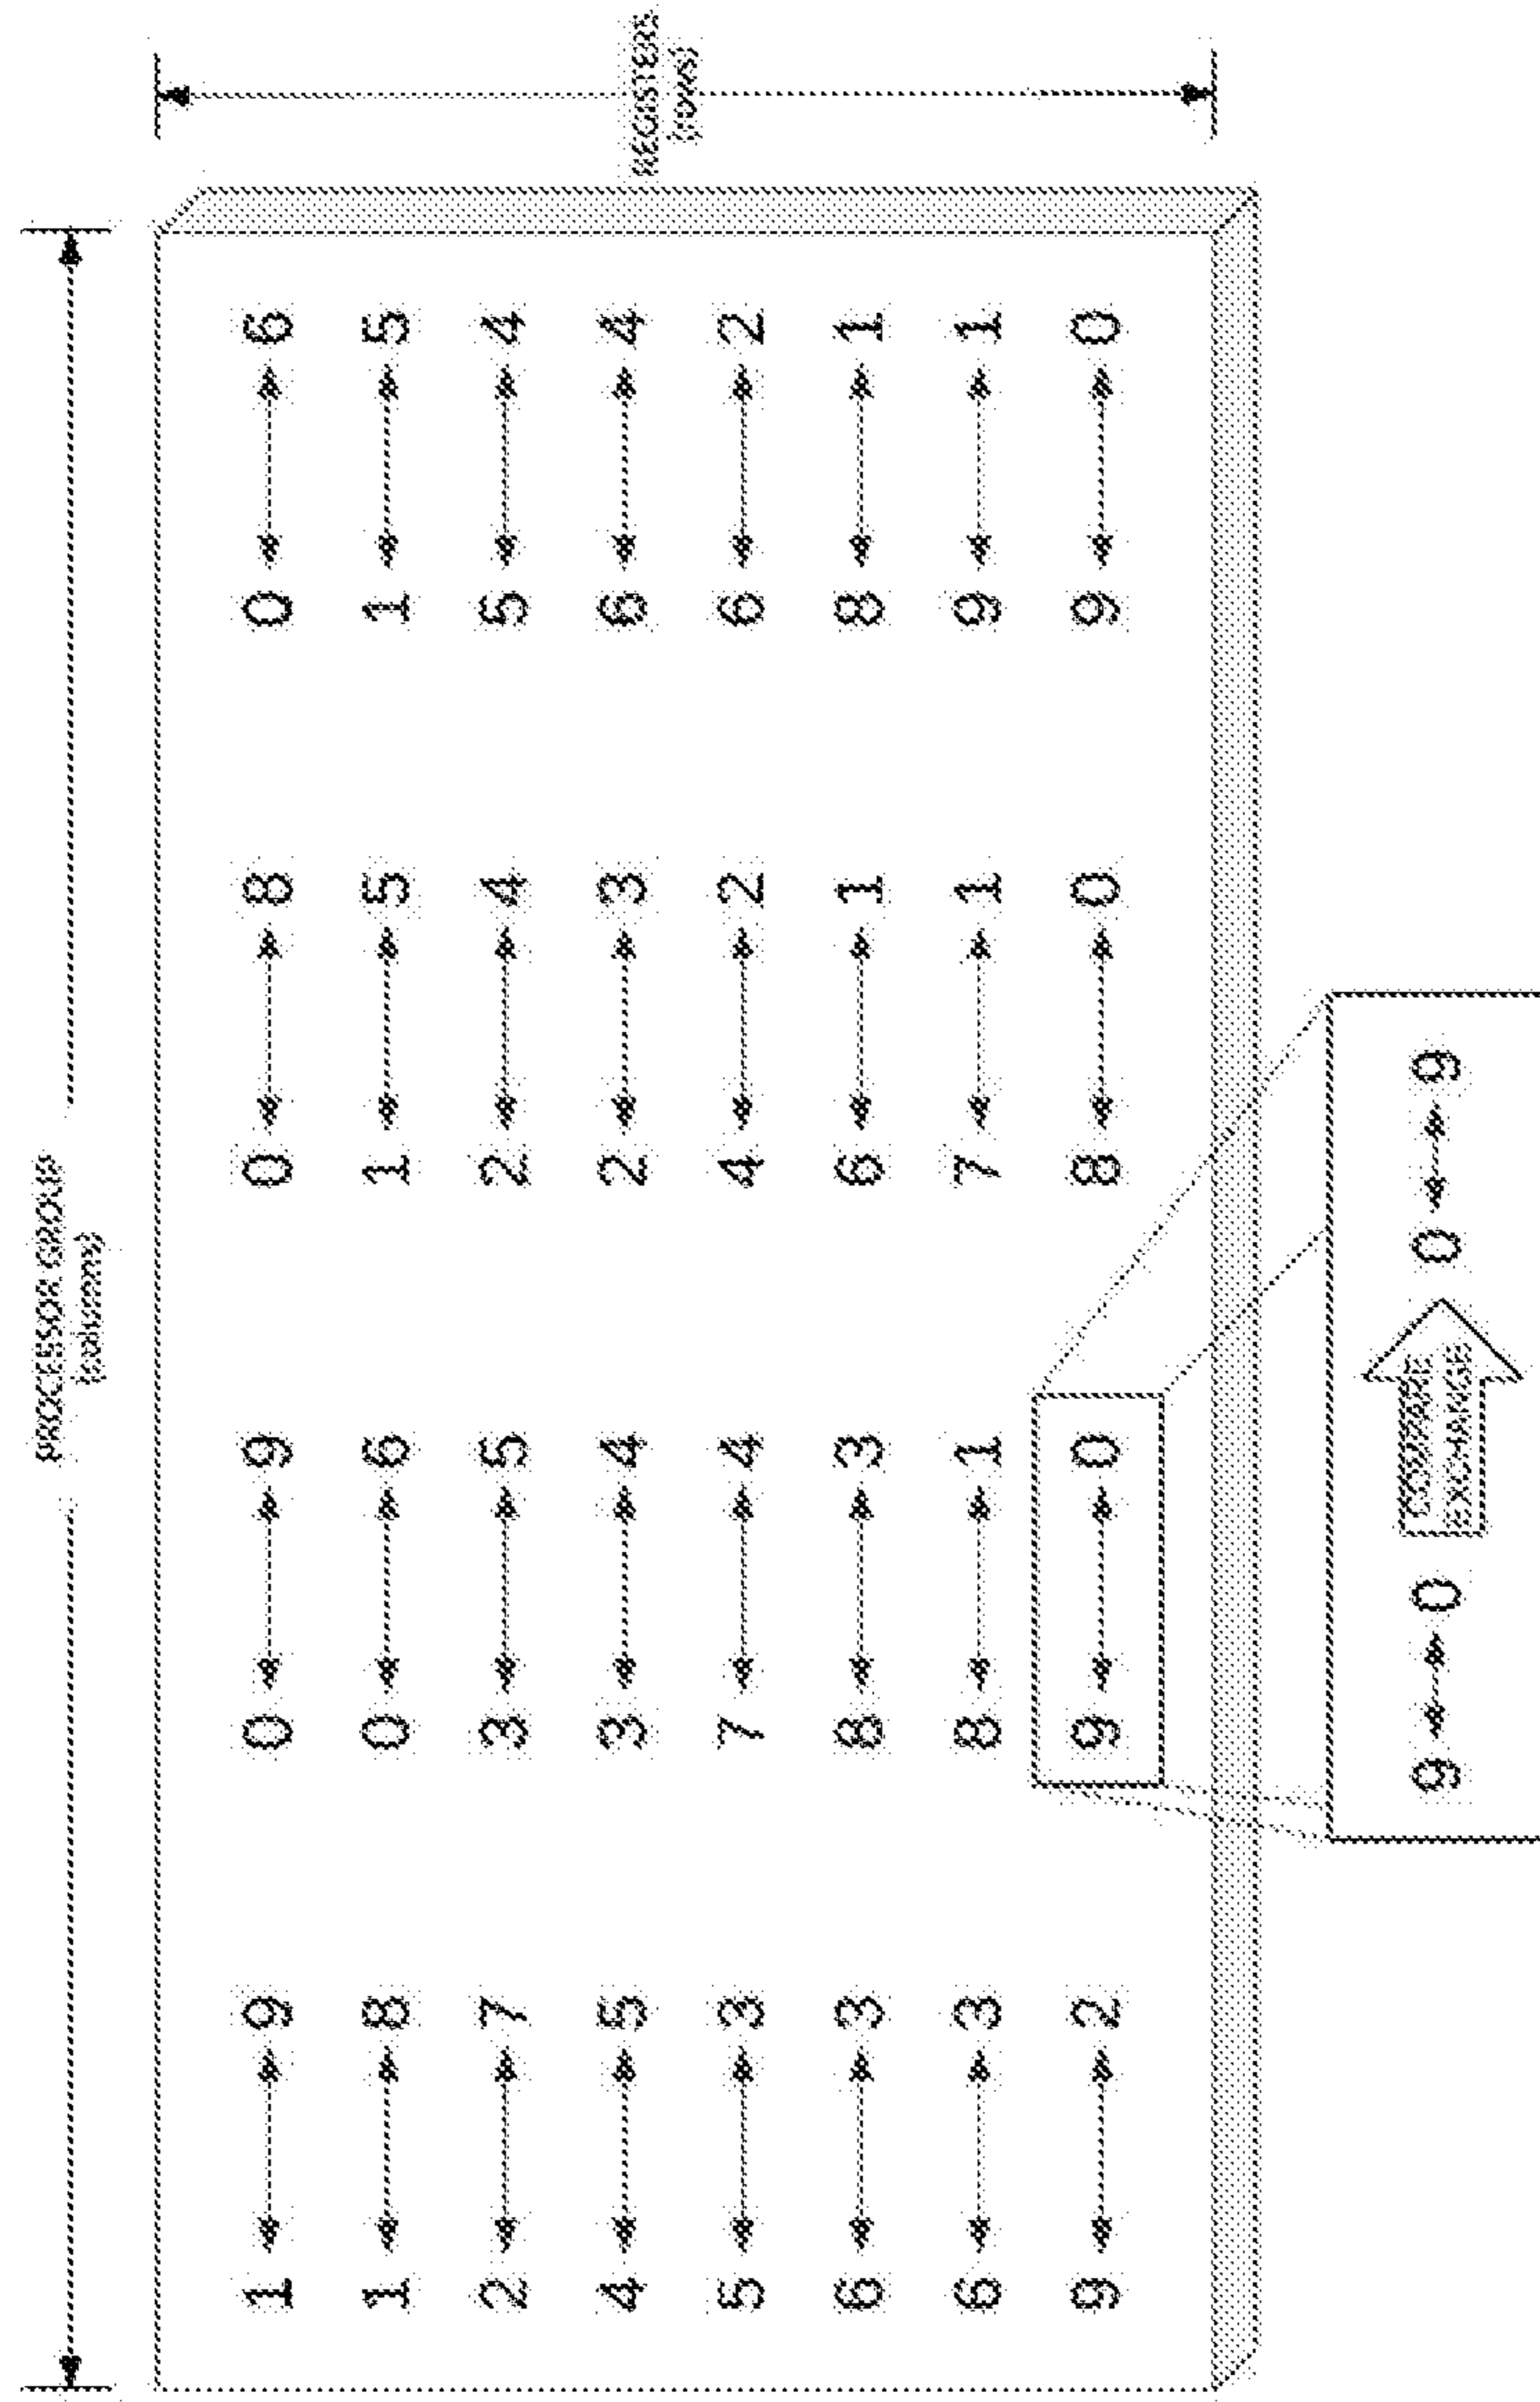 PROCESSOR GROUP
(columns)
1 9 0 9 0 8 0 6
1 8 0 6 1 5 1 5
2 7 3 5 2 4 5 4
4 5 3 4 2 3 6 4
5 3 7 4 4 2 6 2
6 3 8 3 6 1 8 1
6 3 8 1 7 1 9 1
9 2 9 0 8 0 9 0
REGISTERS
(rows)
9 0 COMPARE
EXCHANGE 0 9